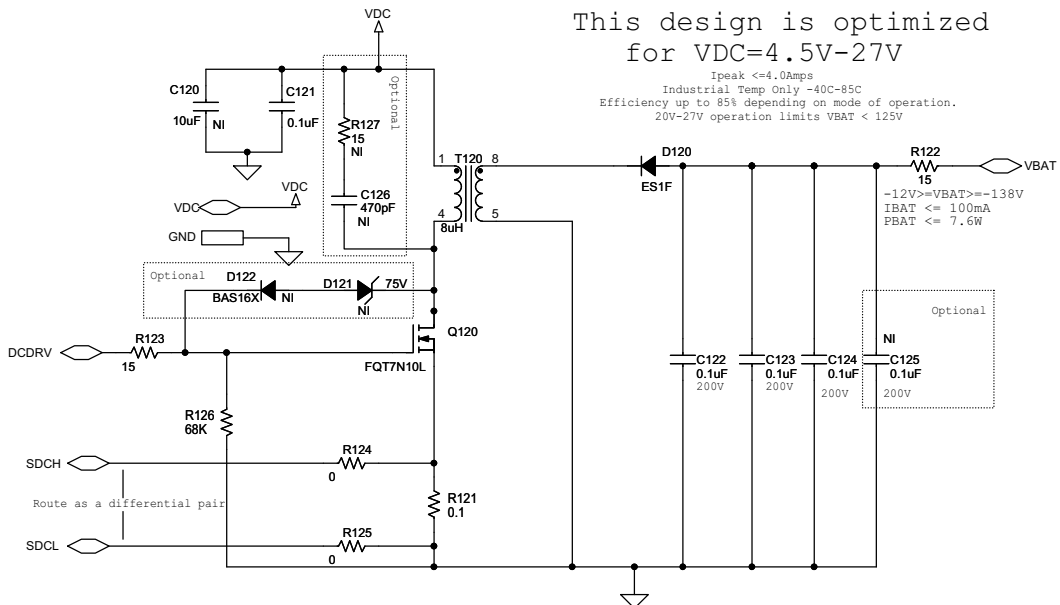 This design is optimized
for VDC=4.5V-27V
Ipeak <=4.0Amps
Industrial Temp Only -40C-85C
Efficiency up to 85% depending on mode of operation.
20V-27V operation limits VBAT < 125V
VDC
C120
10uF
NI
C121
0.1uF
Optional
R127
15
NI
C126
470pF
NI
VDC
VDC
GND
1
T120
8
4
5
8uH
D120
ES1F
R122
15
VBAT
-12V>=VBAT>=-138V
IBAT <= 100mA
PBAT <= 7.6W
Optional
D122
BAS16X
NI
D121
75V
NI
Q120
FQT7N10L
DCDRV
R123
15
R126
68K
SDCH
R124
0
Route as a differential pair
R121
0.1
SDCL
R125
0
C122
0.1uF
200V
C123
0.1uF
200V
C124
0.1uF
200V
Optional
NI
C125
0.1uF
200V